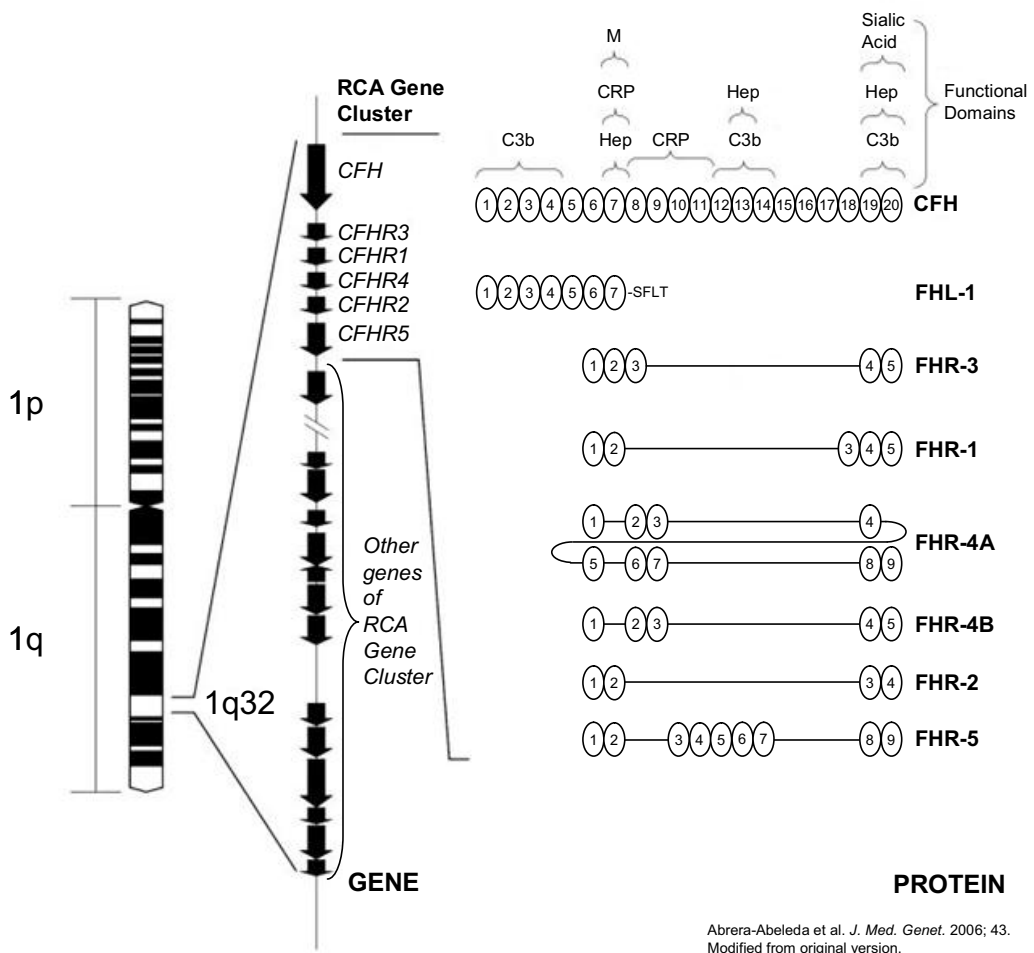 RCA Gene
Cluster
CFH
CFHR3
CFHR1
CFHR4
CFHR2
CFHR5
Other
genes
of
RCA
Gene
Cluster
1p
1q
1q32
GENE
Sialic
Acid
M
CRP Hep Hep
Functional
Domains
C3b Hep CRP C3b C3b
1 2 3 4 5 6 7 8 9 10 11 12 13 14 15 16 17 18 19 20 CFH
1 2 3 4 5 6 7 -SFLT FHL-1
1 2 3 4 5 FHR-3
1 2 3 4 5 FHR-1
1 2 3 4
FHR-4A
5 6 7 8 9
1 2 3 4 5 FHR-4B
1 2 3 4 FHR-2
1 2 3 4 5 6 7 8 9 FHR-5
PROTEIN
Abrera-Abeleda et al. J. Med. Genet. 2006; 43.
Modified from original version.